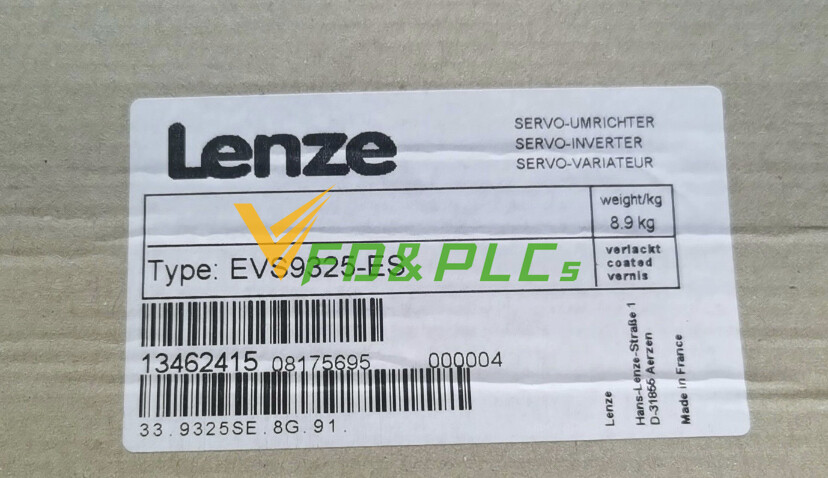 Lenze
SERVO-UMRICHTER
SERVO-INVERTER
SERVO-VARIATEUR
weight/kg
8.9 kg
Type: EVS9325-ES
verlackt
coated
vernis
VFD&PLCs
13462415 08175695 000004
33.9325SE.8G.91.
Lenze
Hans-Lenze-Straße 1
D-31855 Aerzen
Made in France